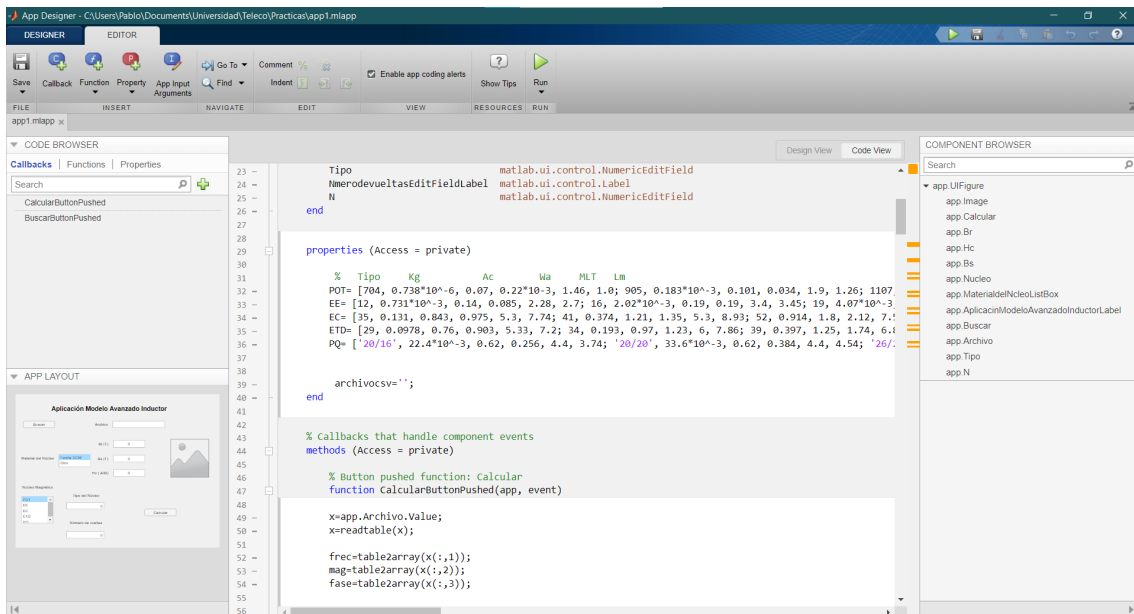 App Designer - C:\Users\Pablo\Documents\Universidad\Teleco\Practicas\app1.mlapp
DESIGNER EDITOR
Save Callback Function Property App Input Arguments Go To Find Comment Indent Enable app coding alerts Show Tips Run
FILE INSERT NAVIGATE EDIT VIEW RESOURCES RUN
app1.mlapp
CODE BROWSER
Callbacks | Functions | Properties
Search
CalcularButtonPushed
BuscarButtonPushed
APP LAYOUT
Aplicación Modelo Avanzado Inductor
Design View Code View
23 Tipo matlab.ui.control.NumericEditField
24 NmerodevueltasEditFieldLabel matlab.ui.control.Label
25 N matlab.ui.control.NumericEditField
26 end
27
28
29 properties (Access = private)
30
31 % Tipo Kg Ac Wa MLT Lm
32 POT= [704, 0.738*10^-6, 0.07, 0.22*10-3, 1.46, 1.0; 905, 0.183*10^-3, 0.101, 0.034, 1.9, 1.26; 1107,
33 EE= [12, 0.731*10^-3, 0.14, 0.085, 2.28, 2.7; 16, 2.02*10^-3, 0.19, 0.19, 3.4, 3.45; 19, 4.07*10^-3,
34 EC= [35, 0.131, 0.843, 0.975, 5.3, 7.74; 41, 0.374, 1.21, 1.35, 5.3, 8.93; 52, 0.914, 1.8, 2.12, 7.5
35 ETD= [29, 0.0978, 0.76, 0.903, 5.33, 7.2; 34, 0.193, 0.97, 1.23, 6, 7.86; 39, 0.397, 1.25, 1.74, 6.8
36 PQ= ['20/16', 22.4*10^-3, 0.62, 0.256, 4.4, 3.74; '20/20', 33.6*10^-3, 0.62, 0.384, 4.4, 4.54; '26/
37
38
39 archivocsv='';
40 end
41
42
43 % Callbacks that handle component events
44 methods (Access = private)
45
46 % Button pushed function: Calcular
47 function CalcularButtonPushed(app, event)
48
49 x=app.Archivo.Value;
50 x=readtable(x);
51
52 frec=table2array(x(:,1));
53 mag=table2array(x(:,2));
54 fase=table2array(x(:,3));
55
56
COMPONENT BROWSER
Search
app.UIFigure
app.Image
app.Calcular
app.Br
app.Hc
app.Bs
app.Nucleo
app.MaterialdelNcleoListBox
app.AplicacinModeloAvanzadoInductorLabel
app.Buscar
app.Archivo
app.Tipo
app.N